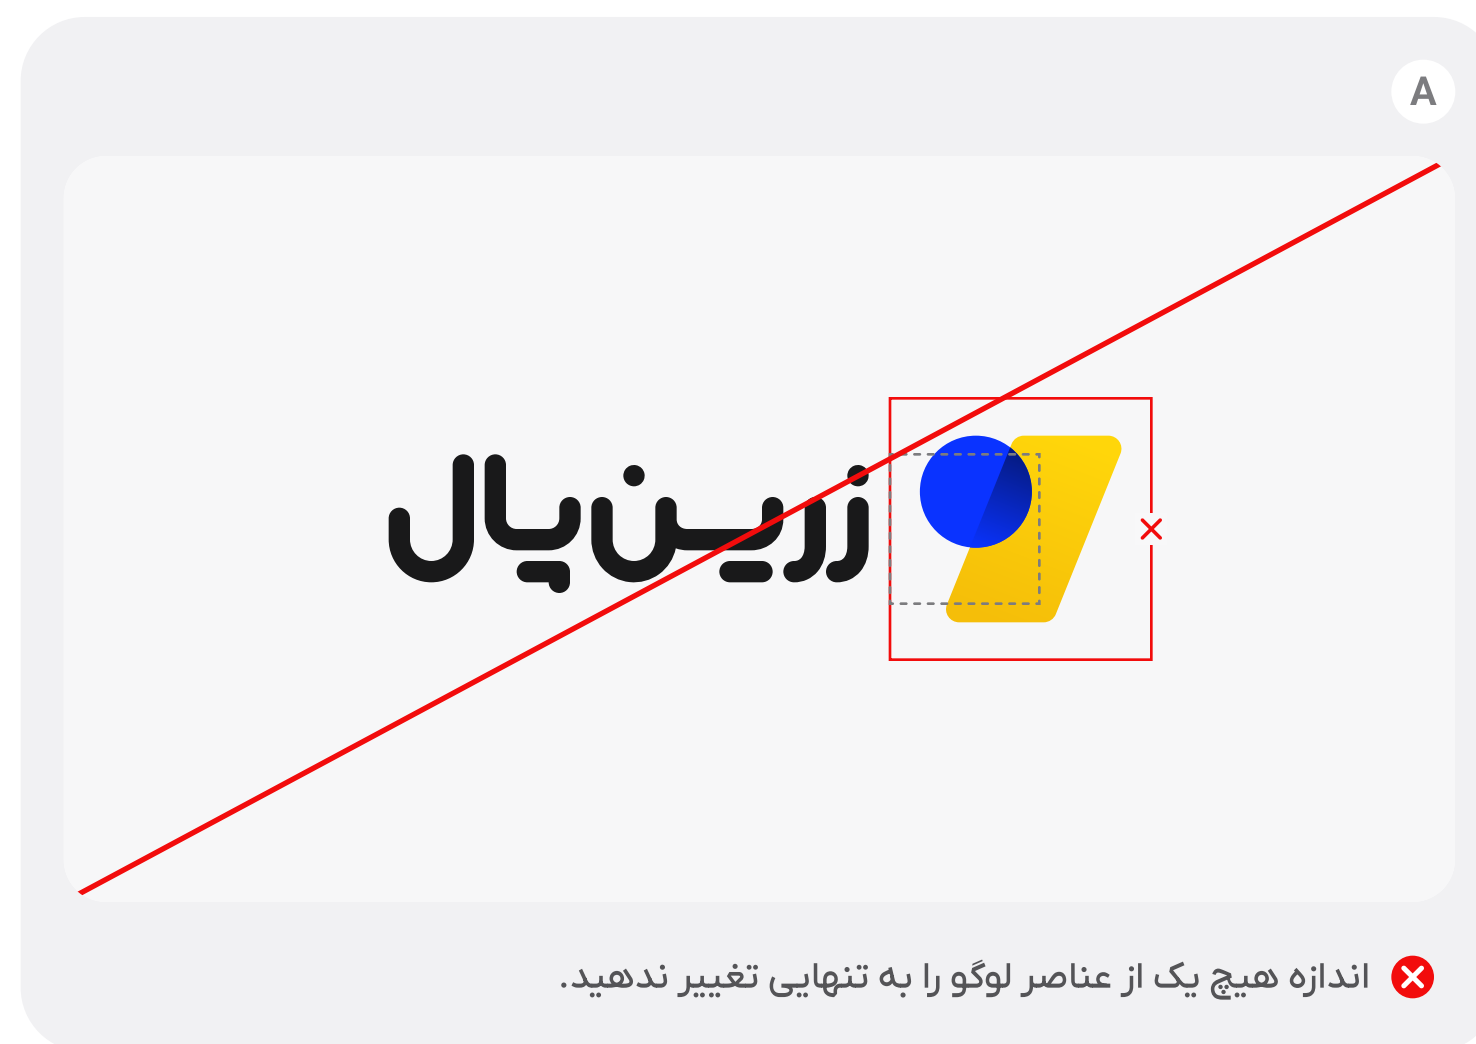 A
زرین‌پال
اندازه هیچ یک از عناصر لوگو را به تنهایی تغییر ندهید.